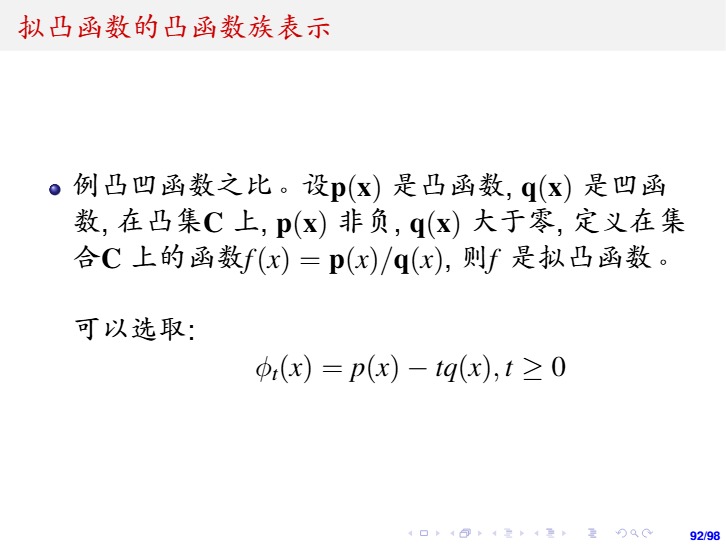 拟凸函数的凸函数族表示
例凸凹函数之比。设p(x) 是凸函数, q(x) 是凹函
数, 在凸集C 上, p(x) 非负, q(x) 大于零, 定义在集
合C 上的函数f(x) = p(x)/q(x), 则f 是拟凸函数。
可以选取:
ϕt(x) = p(x) − tq(x), t ≥ 0
92/98